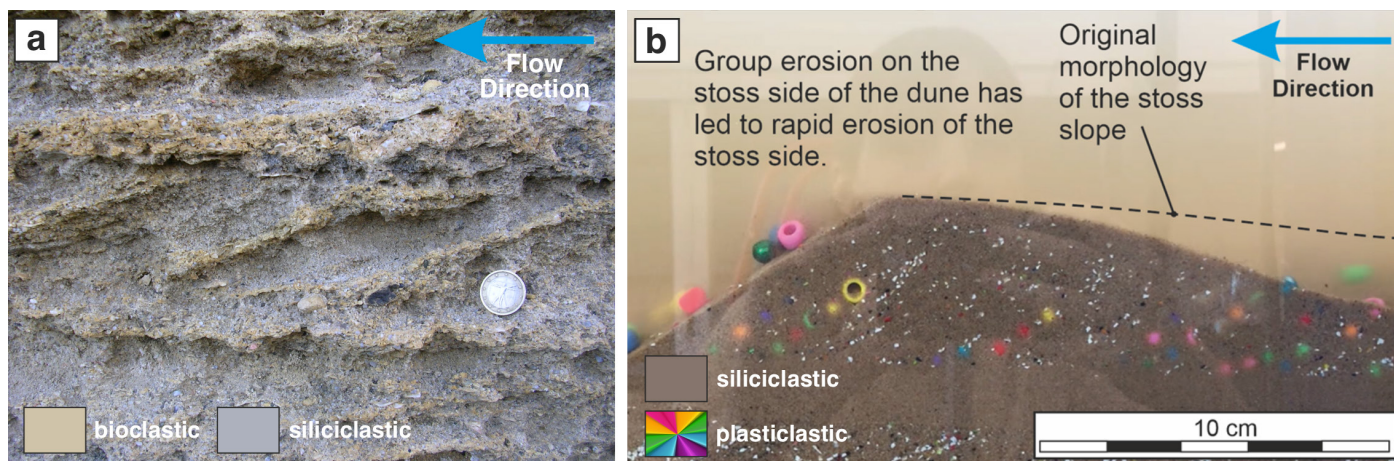 a
Flow
Direction
bioclastic
siliciclastic
b
Group erosion on the
stoss side of the dune has
led to rapid erosion of the
stoss side.
Original
morphology
of the stoss
slope
Flow
Direction
siliciclastic
plasticlastic
10 cm